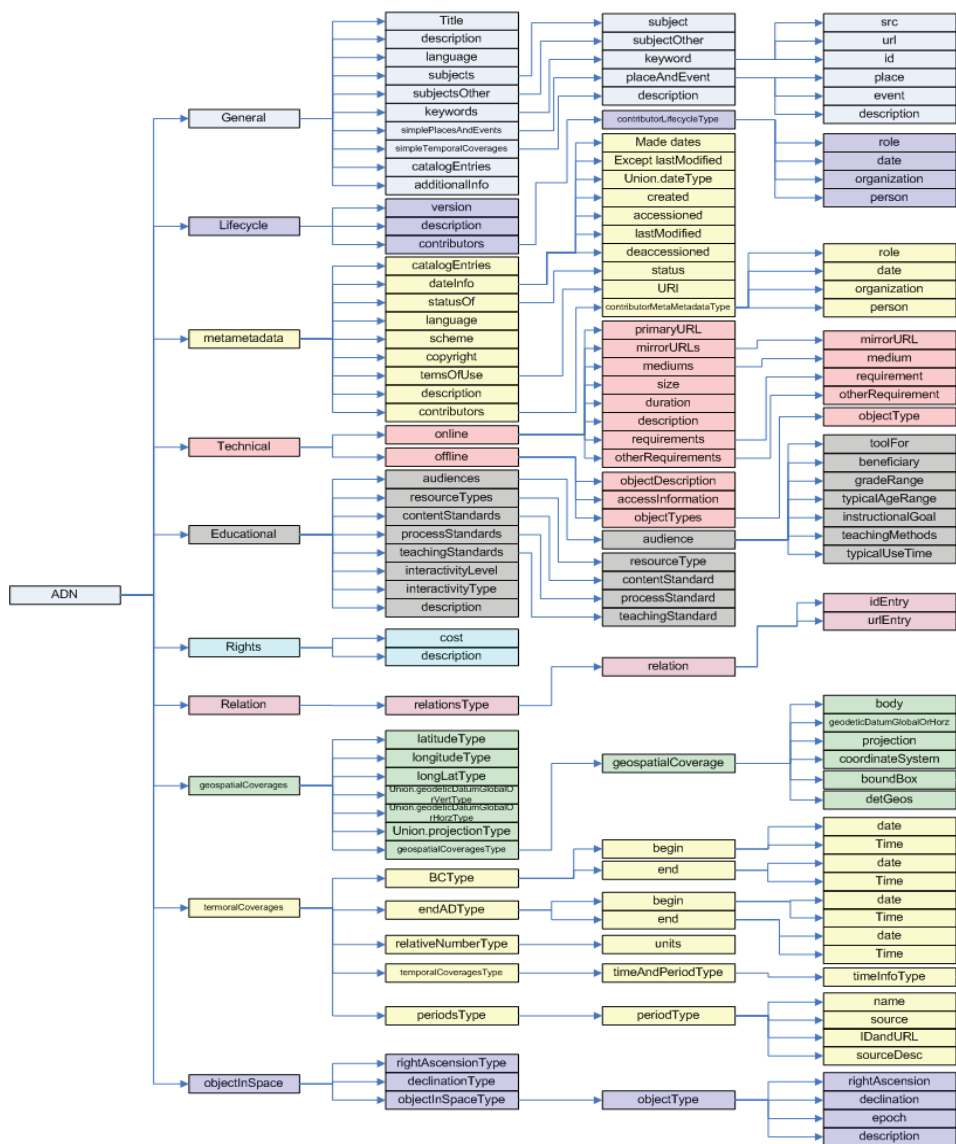 ADN
General
Lifecycle
metametadata
Technical
Educational
Rights
Relation
geospatialCoverages
termoralCoverages
objectInSpace
Title
description
language
subjects
subjectsOther
keywords
simplePlacesAndEvents
simpleTemporalCoverages
catalogEntries
additionalInfo
version
description
contributors
catalogEntries
dateInfo
statusOf
language
scheme
copyright
temsOfUse
description
contributors
online
offline
audiences
resourceTypes
contentStandards
processStandards
teachingStandards
interactivityLevel
interactivityType
description
cost
description
relationsType
latitudeType
longitudeType
longLatType
Union.geodeticDatumGlobalO
rVertType
Union.geodeticDatumGlobalO
rHorzType
Union.projectionType
geospatialCoveragesType
BCType
endADType
relativeNumberType
temporalCoveragesType
periodsType
rightAscensionType
declinationType
objectInSpaceType
subject
subjectOther
keyword
placeAndEvent
description
contributorLifecycleType
Made dates
Except lastModified
Union.dateType
created
accessioned
lastModified
deaccessioned
status
URI
contributorMetaMetadataType
primaryURL
mirrorURLs
mediums
size
duration
description
requirements
otherRequirements
objectDescription
accessInformation
objectTypes
audience
resourceType
contentStandard
processStandard
teachingStandard
relation
geospatialCoverage
begin
end
begin
end
units
timeAndPeriodType
periodType
objectType
src
url
id
place
event
description
role
date
organization
person
role
date
organization
person
mirrorURL
medium
requirement
otherRequirement
objectType
toolFor
beneficiary
gradeRange
typicalAgeRange
instructionalGoal
teachingMethods
typicalUseTime
idEntry
urlEntry
body
geodeticDatumGlobalOrHorz
projection
coordinateSystem
boundBox
detGeos
date
Time
date
Time
date
Time
date
Time
timeInfoType
name
source
IDandURL
sourceDesc
rightAscension
declination
epoch
description